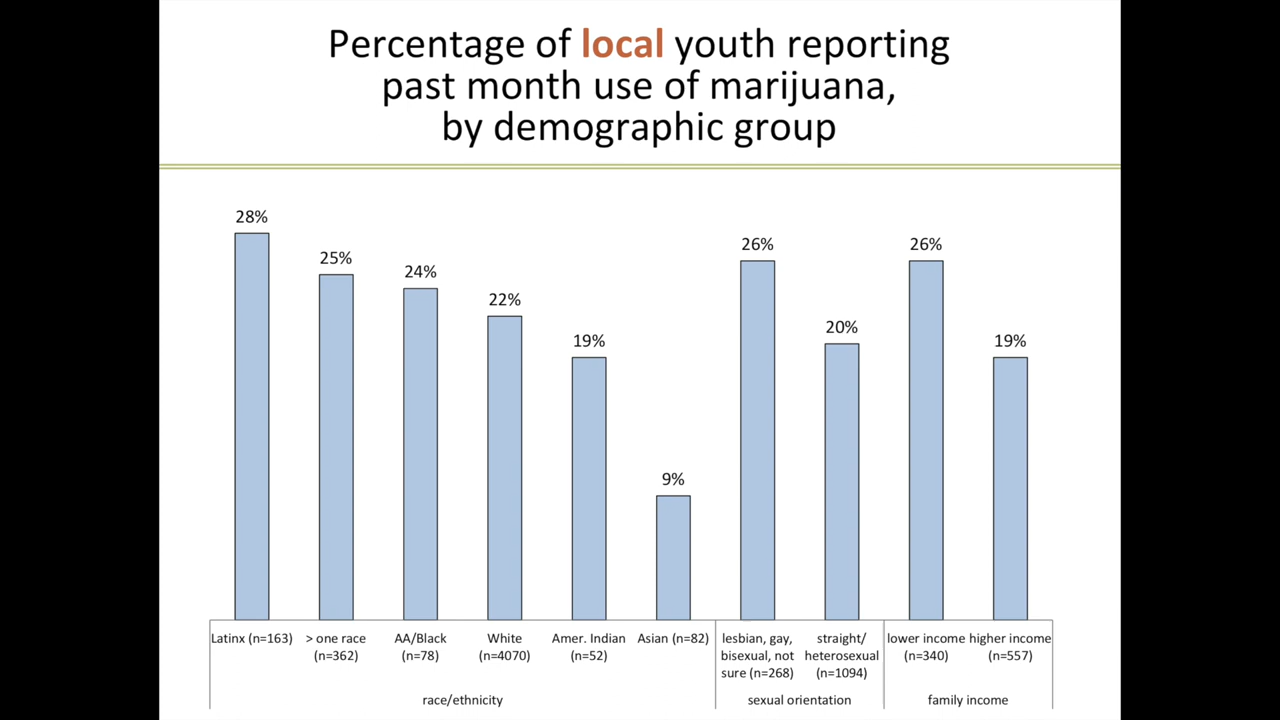 Percentage of local youth reporting
past month use of marijuana,
by demographic group
28%
25%
24%
22%
19%
9%
26%
20%
26%
19%
Latinx (n=163)
> one race
(n=362)
AA/Black
(n=78)
White
(n=4070)
Amer. Indian
(n=52)
Asian (n=82)
lesbian, gay,
bisexual, not
sure (n=268)
straight/
heterosexual
(n=1094)
lower income
(n=340)
higher income
(n=557)
race/ethnicity
sexual orientation
family income